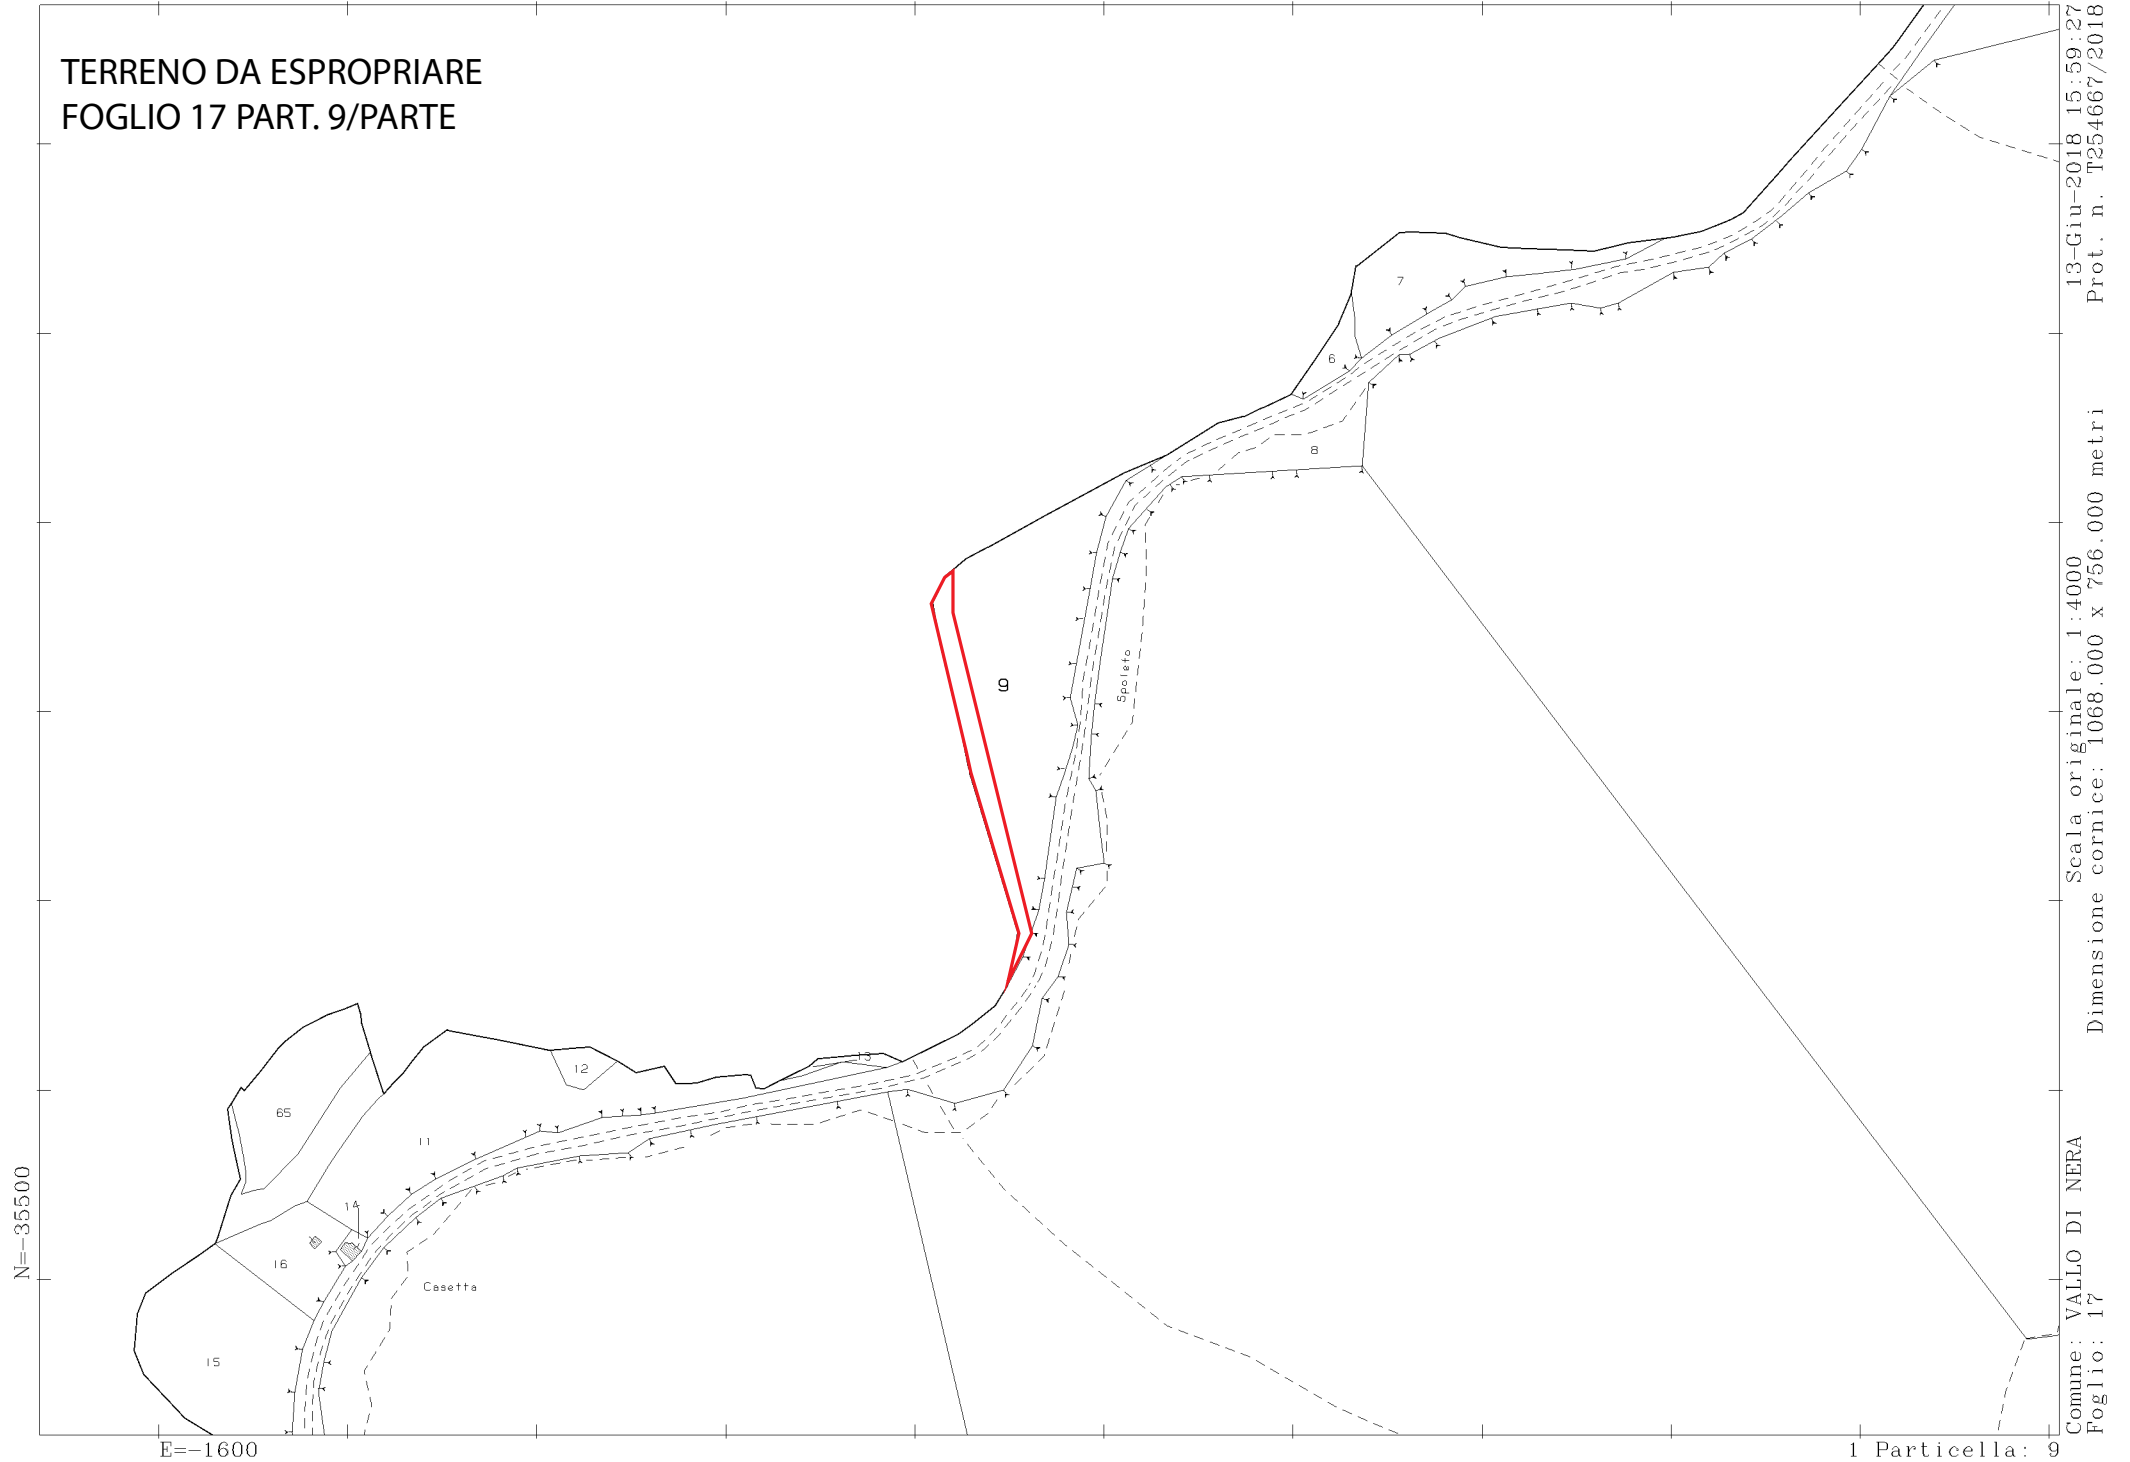 TERRENO DA ESPROPRIARE
FOGLIO 17 PART. 9/PARTE
7
6
8
9
Spoleto
13
12
65
11
14
16
Casetta
15
N=-35500
E=-1600
1 Particella: 9
Comune: VALLO DI NERA
Foglio: 17
Scala originale: 1:4000
Dimensione cornice: 1068.000 x 756.000 metri
13-Giu-2018 15:59:27
Prot. n. T254667/2018